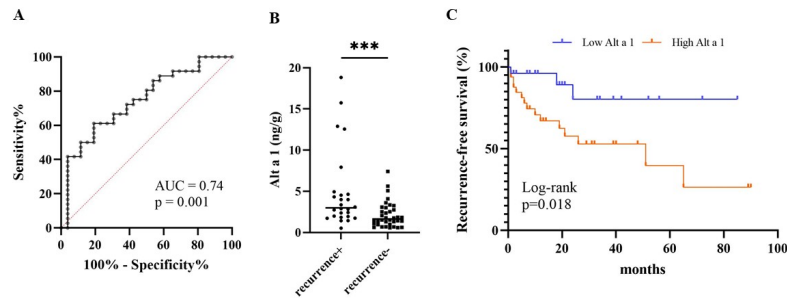 A
Sensitivity%
100
80
60
40
20
0
AUC = 0.74
p = 0.001
0 20 40 60 80 100
100% - Specificity%
B
***
Alt a 1 (ng/g)
20
15
10
5
0
recurrence+
recurrence-
C
Low Alt a 1 High Alt 1
Recurrence-free survival (%)
100
50
0
Log-rank
p=0.018
0 20 40 60 80 100
months